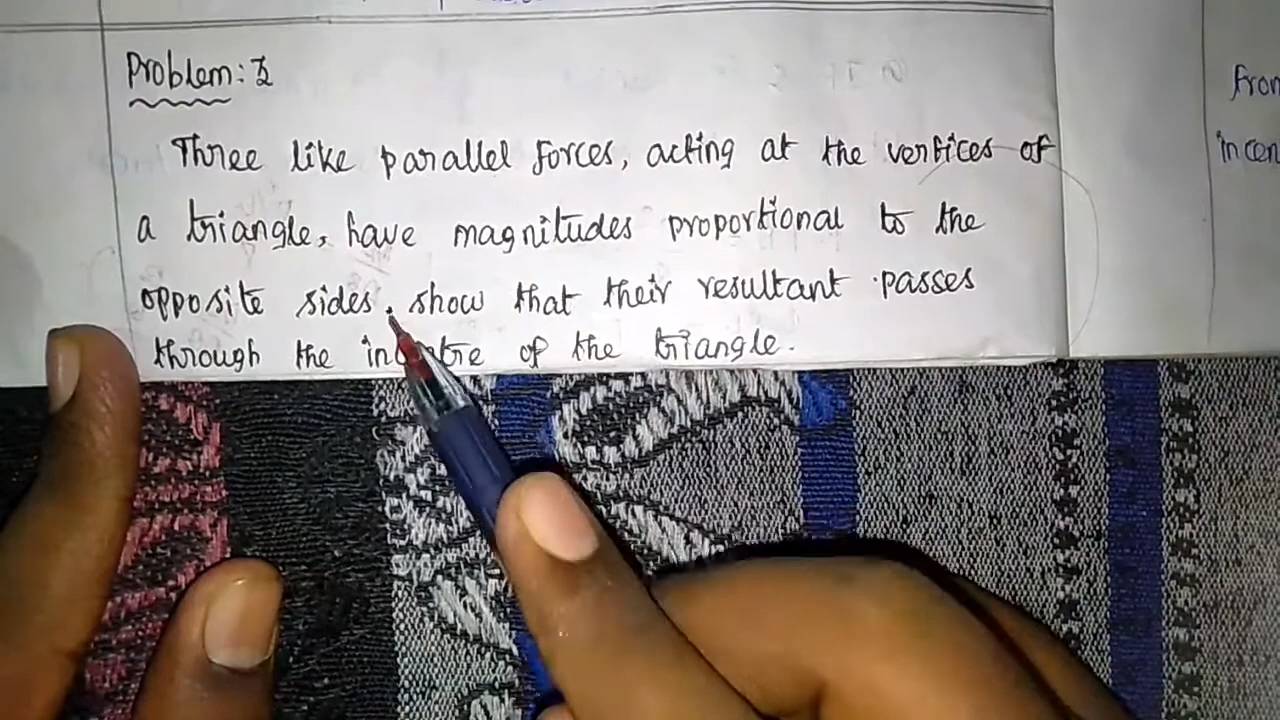 Problem:
Three like parallel forces, acting at the vertices of
a triangle, have magnitudes proportional to the
opposite sides. show that their resultant passes
through the incentre of the triangle.
from
incen